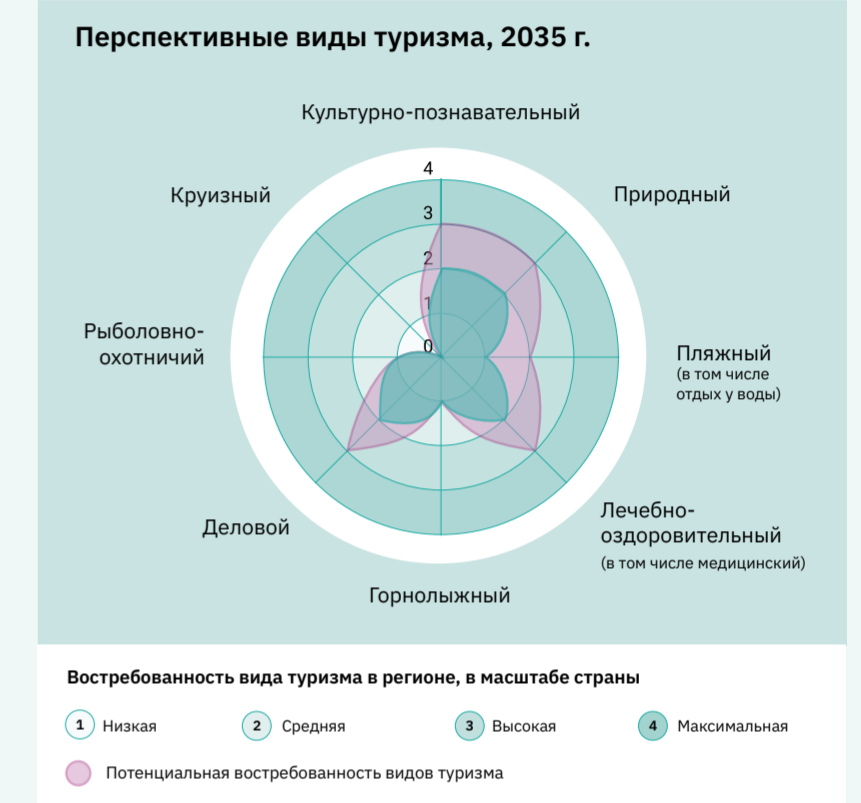 Перспективные виды туризма, 2035 г.
Культурно-познавательный
Круизный
Природный
4
3
2
1
0
Рыболовно-
охотничий
Пляжный
(в том числе
отдых у воды)
Деловой
Лечебно-
оздоровительный
(в том числе медицинский)
Горнолыжный
Востребованность вида туризма в регионе, в масштабе страны
1 Низкая
2 Средняя
3 Высокая
4 Максимальная
Потенциальная востребованность видов туризма